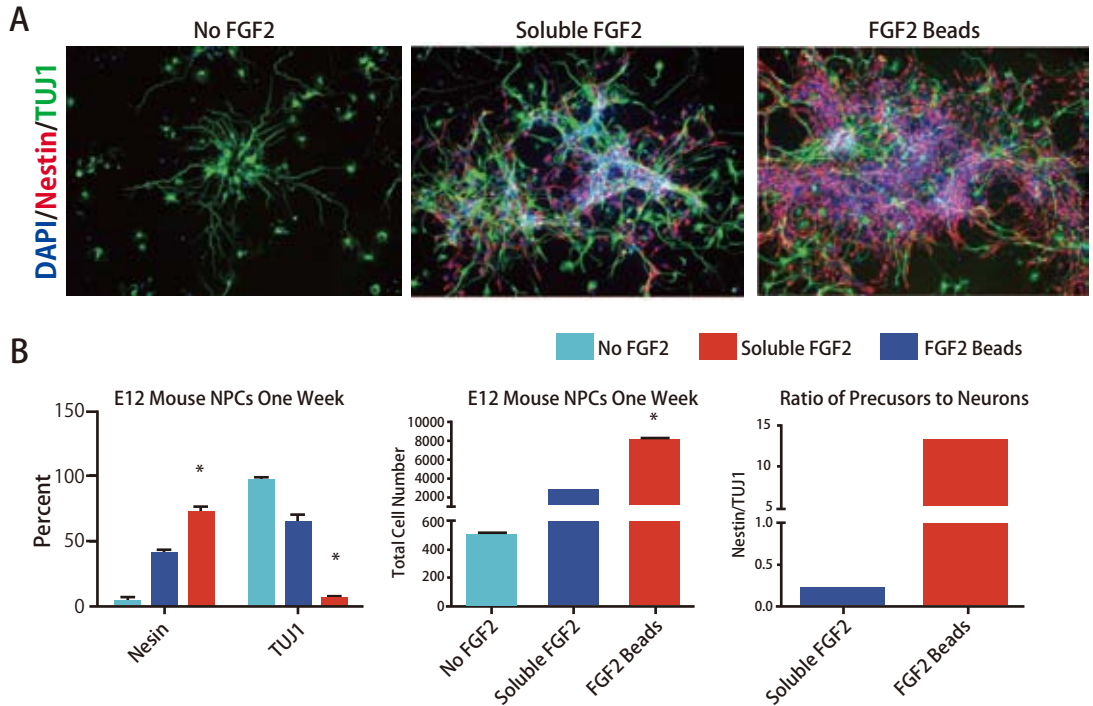 A
No FGF2
Soluble FGF2
FGF2 Beads
DAPI/Nestin/TUJ1
B
No FGF2
Soluble FGF2
FGF2 Beads
E12 Mouse NPCs One Week
Percent
150
100
50
0
*
*
Nesin
TUJ1
E12 Mouse NPCs One Week
Total Cell Number
10000
8000
6000
4000
2000
600
400
200
0
*
No FGF2
Soluble FGF2
FGF2 Beads
Ratio of Precusors to Neurons
Nestin/TUJ1
15
10
5
1.0
0.5
0.0
Soluble FGF2
FGF2 Beads